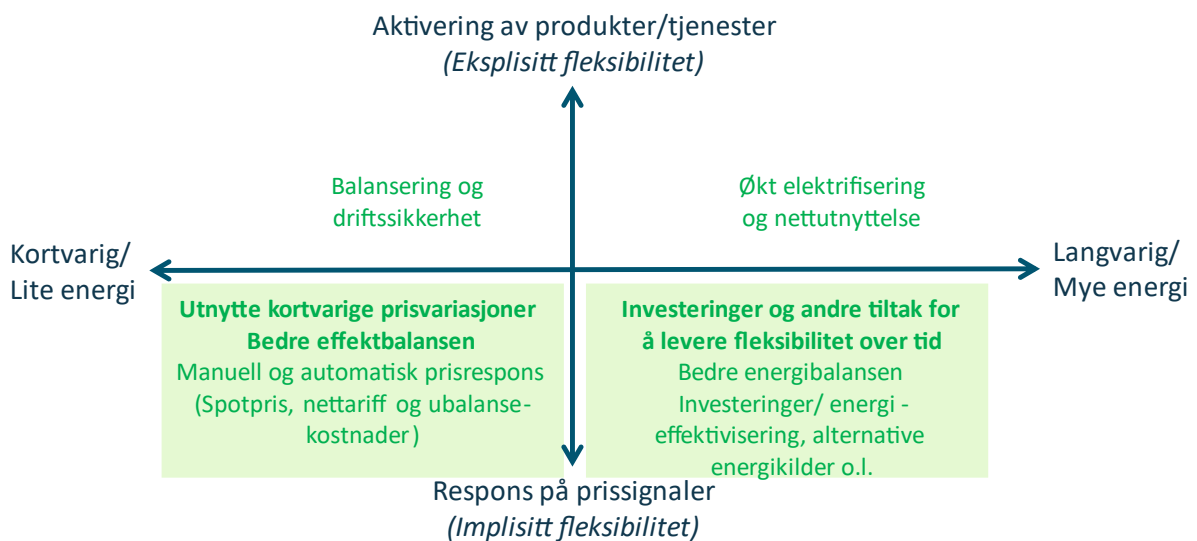 Aktivering av produkter/tjenester
(Eksplisitt fleksibilitet)
Balansering og
driftssikkerhet
Økt elektrifisering
og nettutnyttelse
Kortvarig/
Lite energi
Langvarig/
Mye energi
Utnytte kortvarige prisvariasjoner
Bedre effektbalansen
Manuell og automatisk prisrespons
(Spotpris, nettariff og ubalanse-
kostnader)
Investeringer og andre tiltak for
å levere fleksibilitet over tid
Bedre energibalansen
Investeringer/ energi -
effektivisering, alternative
energikilder o.l.
Respons på prissignaler
(Implisitt fleksibilitet)